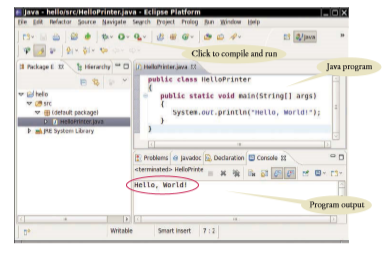 Java - hello/src/HelloPrinter.java - Eclipse Platform
File Edit Refactor Source Navigate Search Project Prolog Run Window Help
Java
Click to compile and run
Package E
Hierarchy
HelloPrinter.java
Java program
hello
src
(default package)
HelloPrinter.java
JRE System Library
public class HelloPrinter
{
public static void main(String[] args)
{
System.out.println("Hello, World!");
}
}
Problems @ Javadoc Declaration Console
<terminated> HelloPrinte
Hello, World!
Program output
Writable Smart Insert 7 : 2